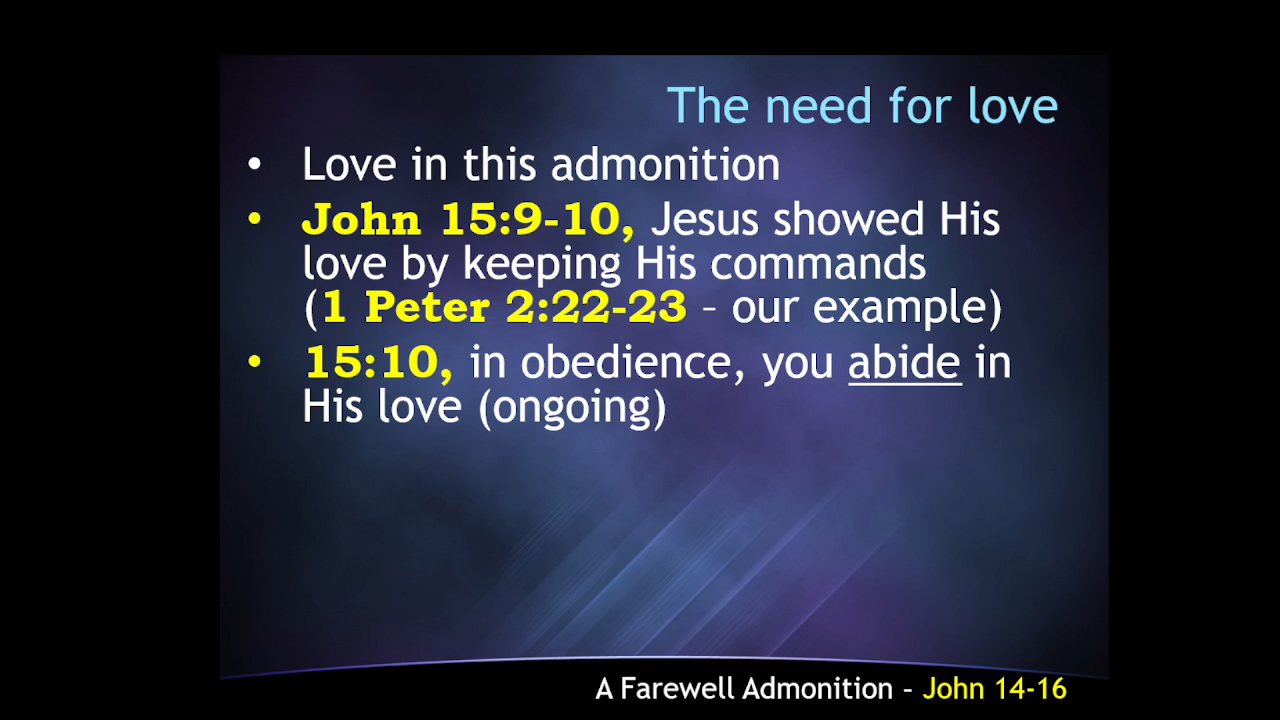 The need for love
• Love in this admonition
• John 15:9-10, Jesus showed His
love by keeping His commands
(1 Peter 2:22-23 – our example)
• 15:10, in obedience, you abide in
His love (ongoing)
A Farewell Admonition – John 14-16